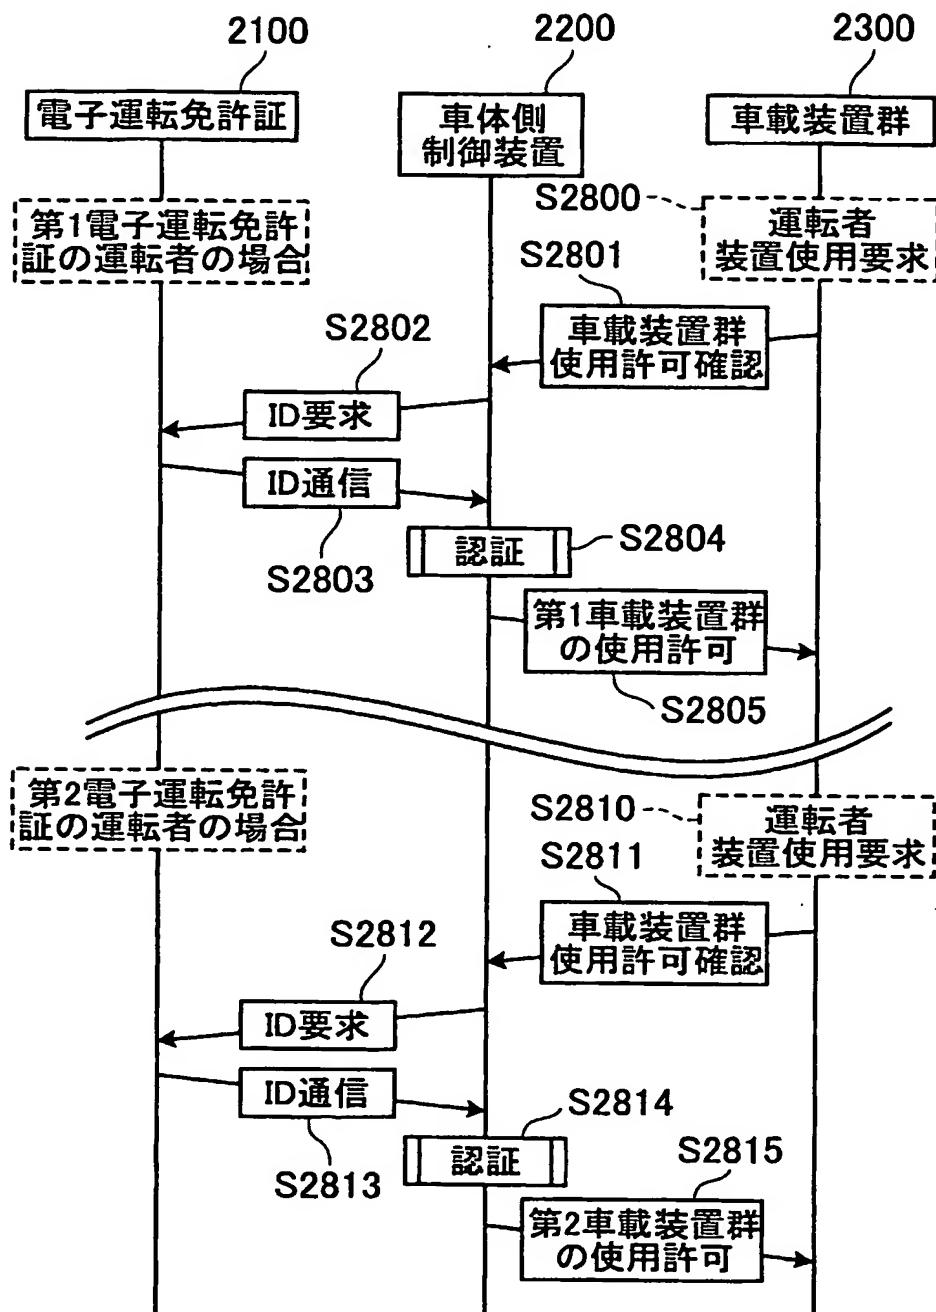 2100
2200
2300
電子運転免許証
車体側
制御装置
車載装置群
第1電子運転免許
証の運転者の場合
S2800
運転者
装置使用要求
S2801
車載装置群
使用許可確認
S2802
ID要求
ID通信
S2803
認証
S2804
第1車載装置群
の使用許可
S2805
第2電子運転免許
証の運転者の場合
S2810
運転者
装置使用要求
S2811
車載装置群
使用許可確認
S2812
ID要求
ID通信
S2813
認証
S2814
S2815
第2車載装置群
の使用許可